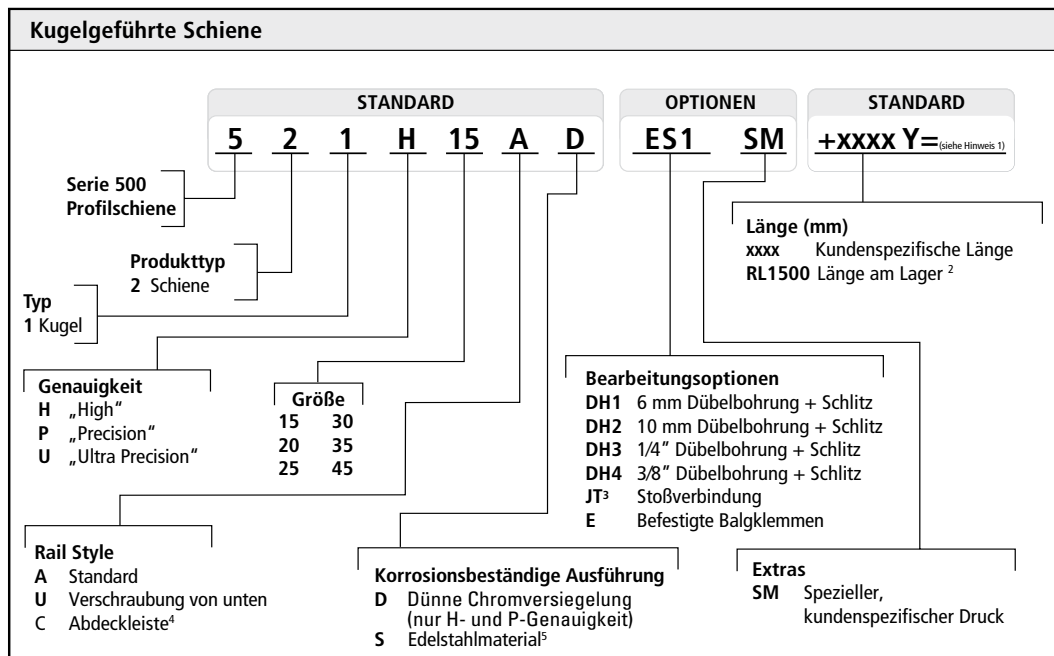 Kugelgeführte Schiene
STANDARD
OPTIONEN
STANDARD
5 2 1 H 15 A D
ES1 SM
+xxxx Y= (siehe Hinweis 1)
Serie 500
Profilschiene
Produkttyp
2 Schiene
Typ
1 Kugel
Länge (mm)
xxxx Kundenspezifische Länge
RL1500 Länge am Lager 2
Genauigkeit
H „High“
P „Precision“
U „Ultra Precision“
Größe
15 30
20 35
25 45
Bearbeitungsoptionen
DH1 6 mm Dübelbohrung + Schlitz
DH2 10 mm Dübelbohrung + Schlitz
DH3 1/4“ Dübelbohrung + Schlitz
DH4 3/8“ Dübelbohrung + Schlitz
JT3 Stoßverbindung
E Befestigte Balgklemmen
Rail Style
A Standard
U Verschraubung von unten
C Abdeckleiste4
Korrosionsbeständige Ausführung
D Dünne Chromversiegelung
(nur H- und P-Genauigkeit)
S Edelstahlmaterial5
Extras
SM Spezieller,
kundenspezifischer Druck